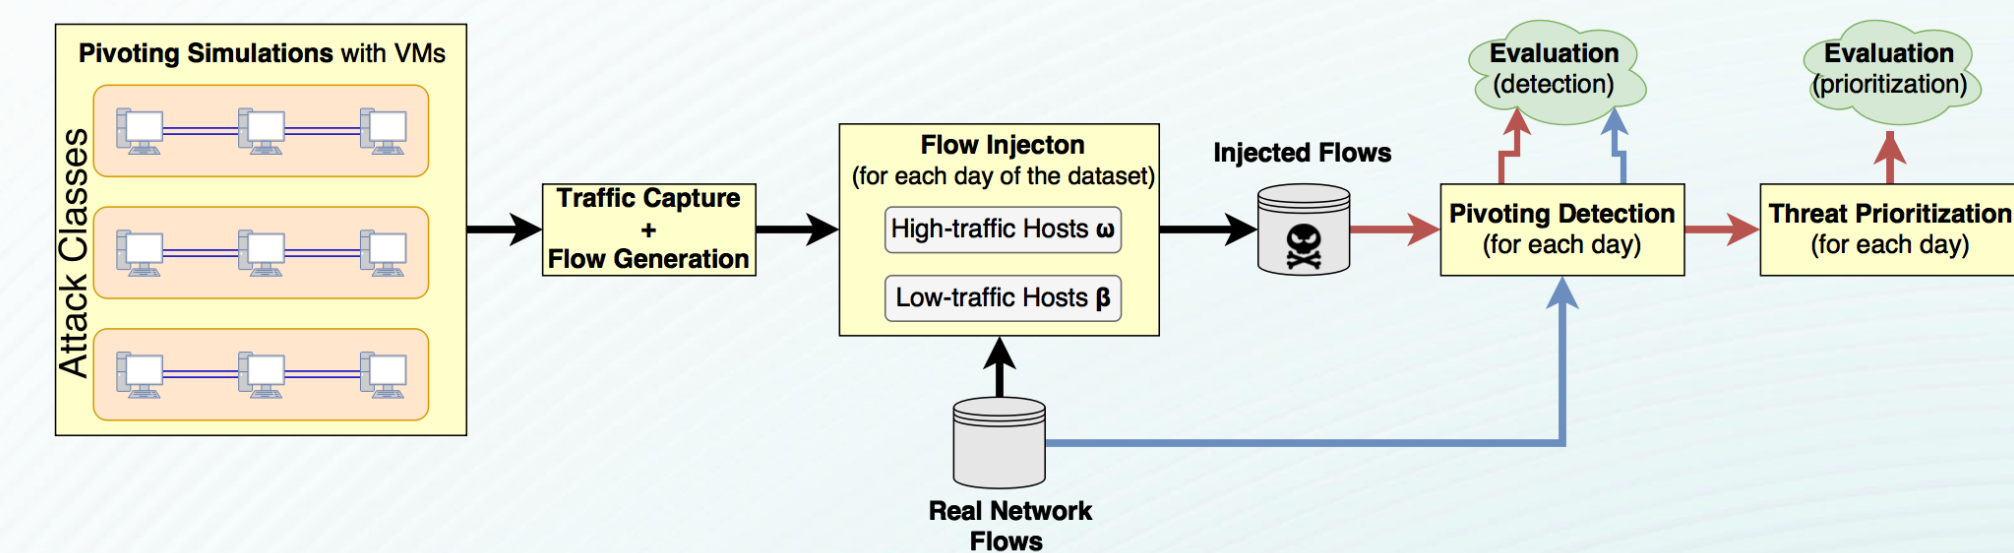 Pivoting Simulations with VMs
Attack Classes
Traffic Capture
+
Flow Generation
Flow Injecton
(for each day of the dataset)
High-traffic Hosts ω
Low-traffic Hosts β
Real Network
Flows
Injected Flows
Evaluation
(detection)
Pivoting Detection
(for each day)
Evaluation
(prioritization)
Threat Prioritization
(for each day)